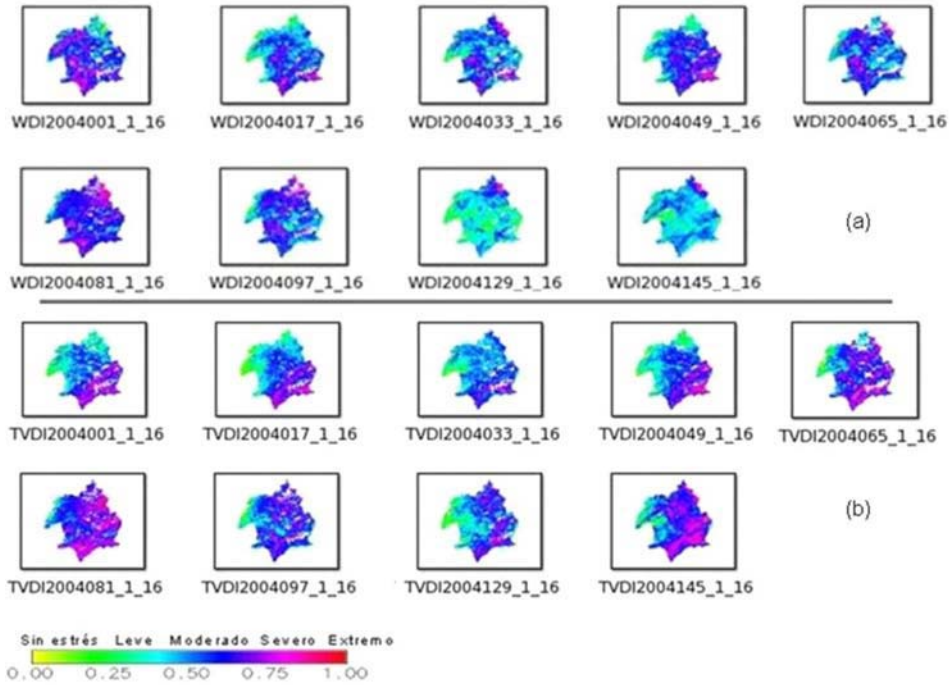 WDI2004001_1_16 WDI2004017_1_16 WDI2004033_1_16 WDI2004049_1_16 WDI2004065_1_16
(a)
WDI2004081_1_16 WDI2004097_1_16 WDI2004129_1_16 WDI2004145_1_16
TVDI2004001_1_16 TVDI2004017_1_16 TVDI2004033_1_16 TVDI2004049_1_16 TVDI2004065_1_16
(b)
TVDI2004081_1_16 TVDI2004097_1_16 TVDI2004129_1_16 TVDI2004145_1_16
Sin estrés Leve Moderado Severo Extremo
0.00 0.25 0.50 0.75 1.00